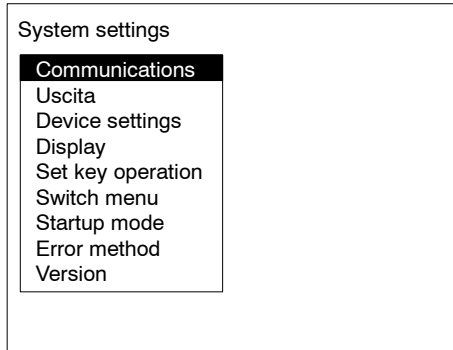 System settings
Communications
Uscita
Device settings
Display
Set key operation
Switch menu
Startup mode
Error method
Version